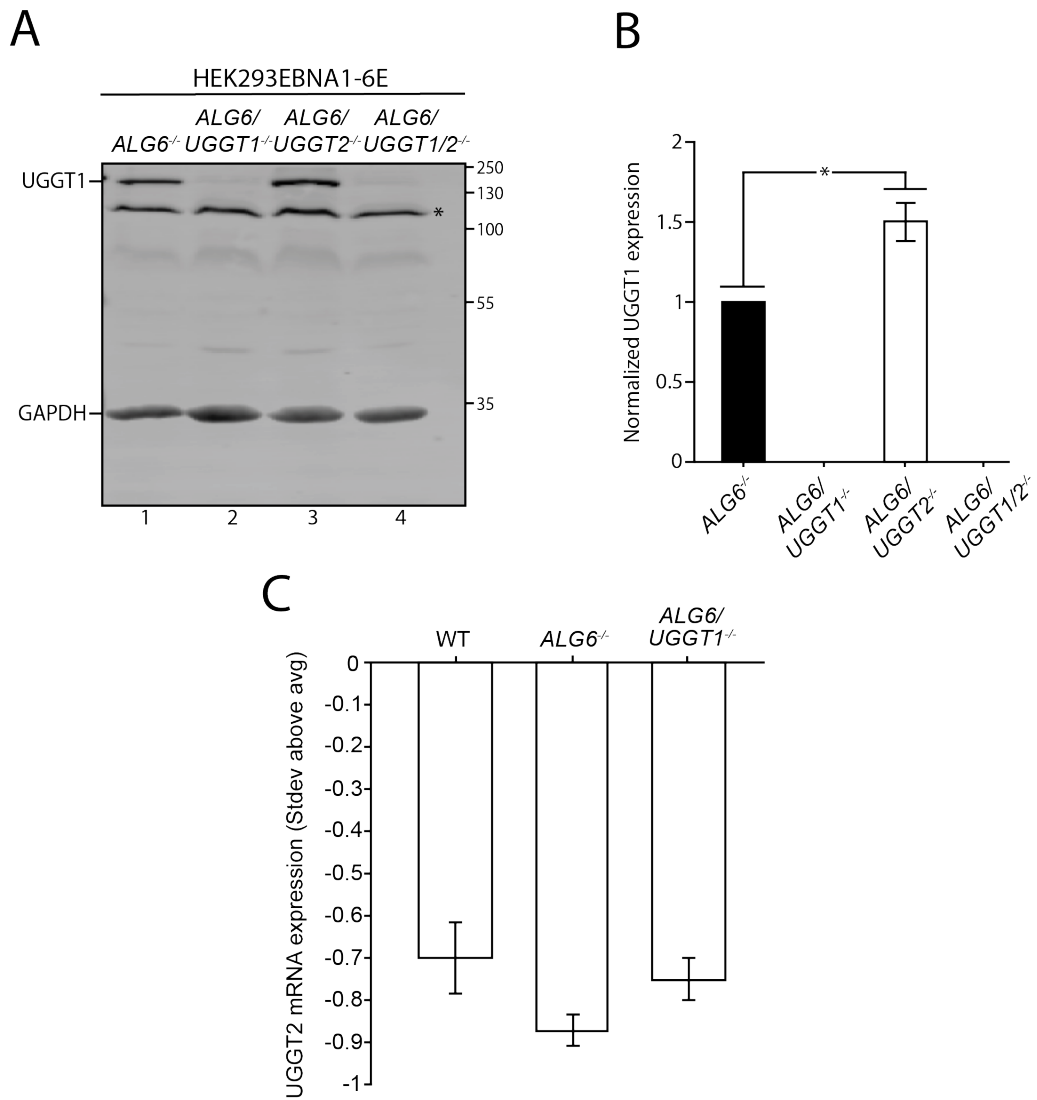 A
HEK293EBNA1-6E
ALG6-/-
ALG6/
UGGT1-/-
ALG6/
UGGT2-/-
ALG6/
UGGT1/2-/-
UGGT1
GAPDH
250
130
*
100
55
35
1 2 3 4
B
Normalized UGGT1 expression
2
1.5
1
0.5
0
*
ALG6-/-
ALG6/
UGGT1-/-
ALG6/
UGGT2-/-
ALG6/
UGGT1/2-/-
C
WT
ALG6-/-
ALG6/
UGGT1-/-
UGGT2 mRNA expression (Stdev above avg)
0
-0.1
-0.2
-0.3
-0.4
-0.5
-0.6
-0.7
-0.8
-0.9
-1